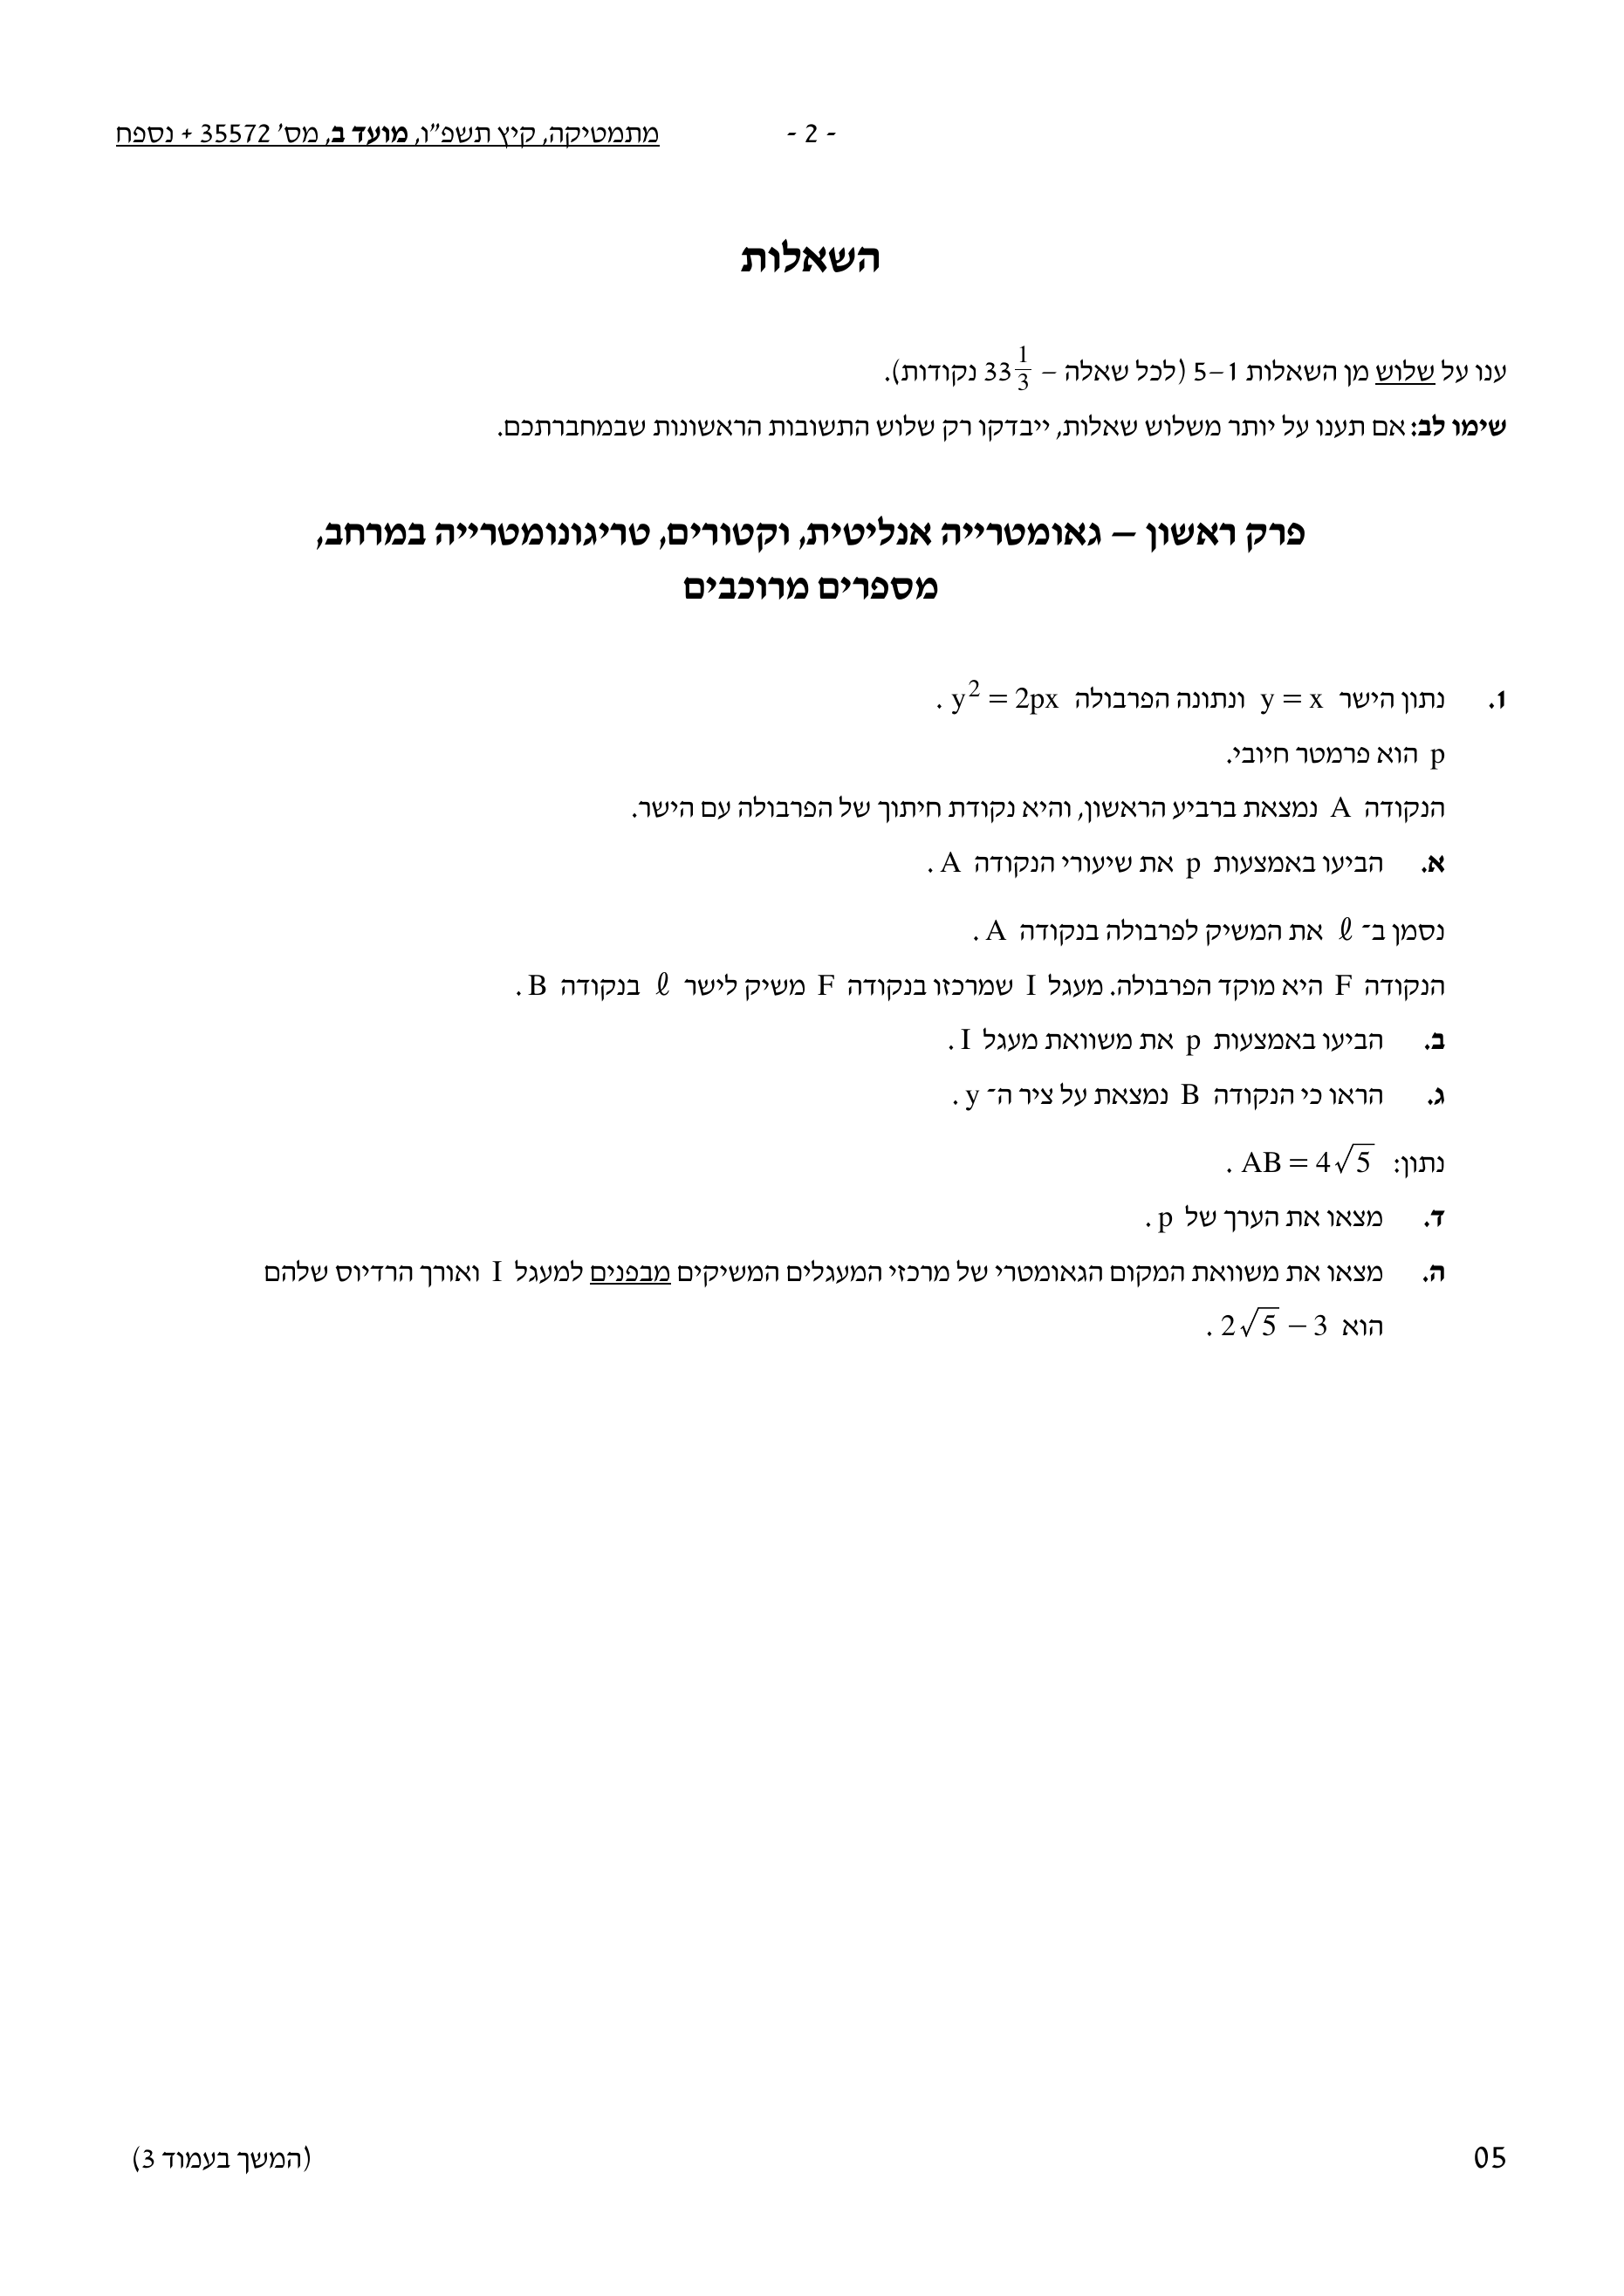 מתמטיקה, קיץ תשפ"ו, מועד ב, מס' 35572 + נספח
- 2 -
השאלות
ענו על שלוש מן השאלות 1–5 (לכל שאלה – 33 1/3 נקודות).
שימו לב: אם תענו על יותר משלוש שאלות, ייבדקו רק שלוש התשובות הראשונות שבמחברתכם.
פרק ראשון – גאומטרייה אנליטית, וקטורים, טריגונומטרייה במרחב,
מספרים מרוכבים
1. נתון הישר y = x ונתונה הפרבולה y² = 2px .
p הוא פרמטר חיובי.
הנקודה A נמצאת ברביע הראשון, והיא נקודת חיתוך של הפרבולה עם הישר.
א. הביעו באמצעות p את שיעורי הנקודה A .
נסמן ב־ ℓ את המשיק לפרבולה בנקודה A .
הנקודה F היא מוקד הפרבולה. מעגל I שמרכזו בנקודה F משיק לישר ℓ בנקודה B .
ב. הביעו באמצעות p את משוואת מעגל I .
ג. הראו כי הנקודה B נמצאת על ציר ה־ y .
נתון: AB = 4√5 .
ד. מצאו את הערך של p .
ה. מצאו את משוואת המקום הגאומטרי של מרכזי המעגלים המשיקים מבפנים למעגל I ואורך הרדיוס שלהם
הוא 2√5 − 3 .
05
(המשך בעמוד 3)